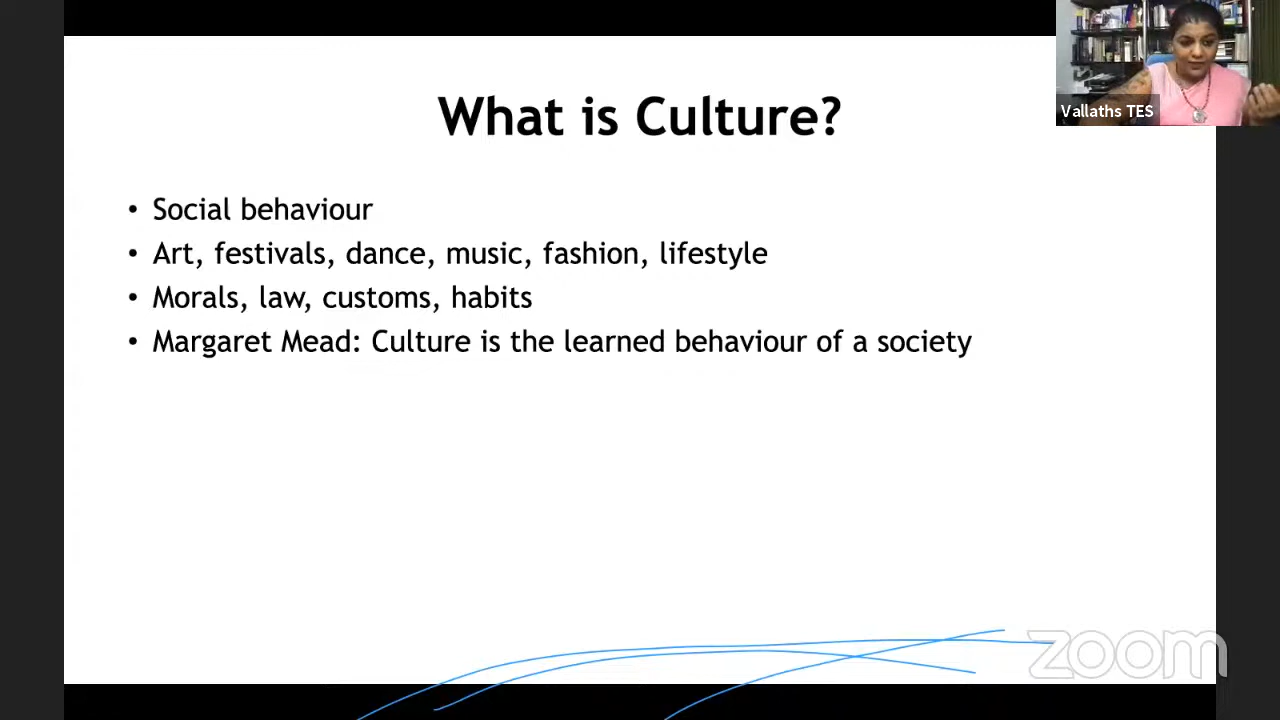 Vallaths TES
What is Culture?
• Social behaviour
• Art, festivals, dance, music, fashion, lifestyle
• Morals, law, customs, habits
• Margaret Mead: Culture is the learned behaviour of a society
zoom